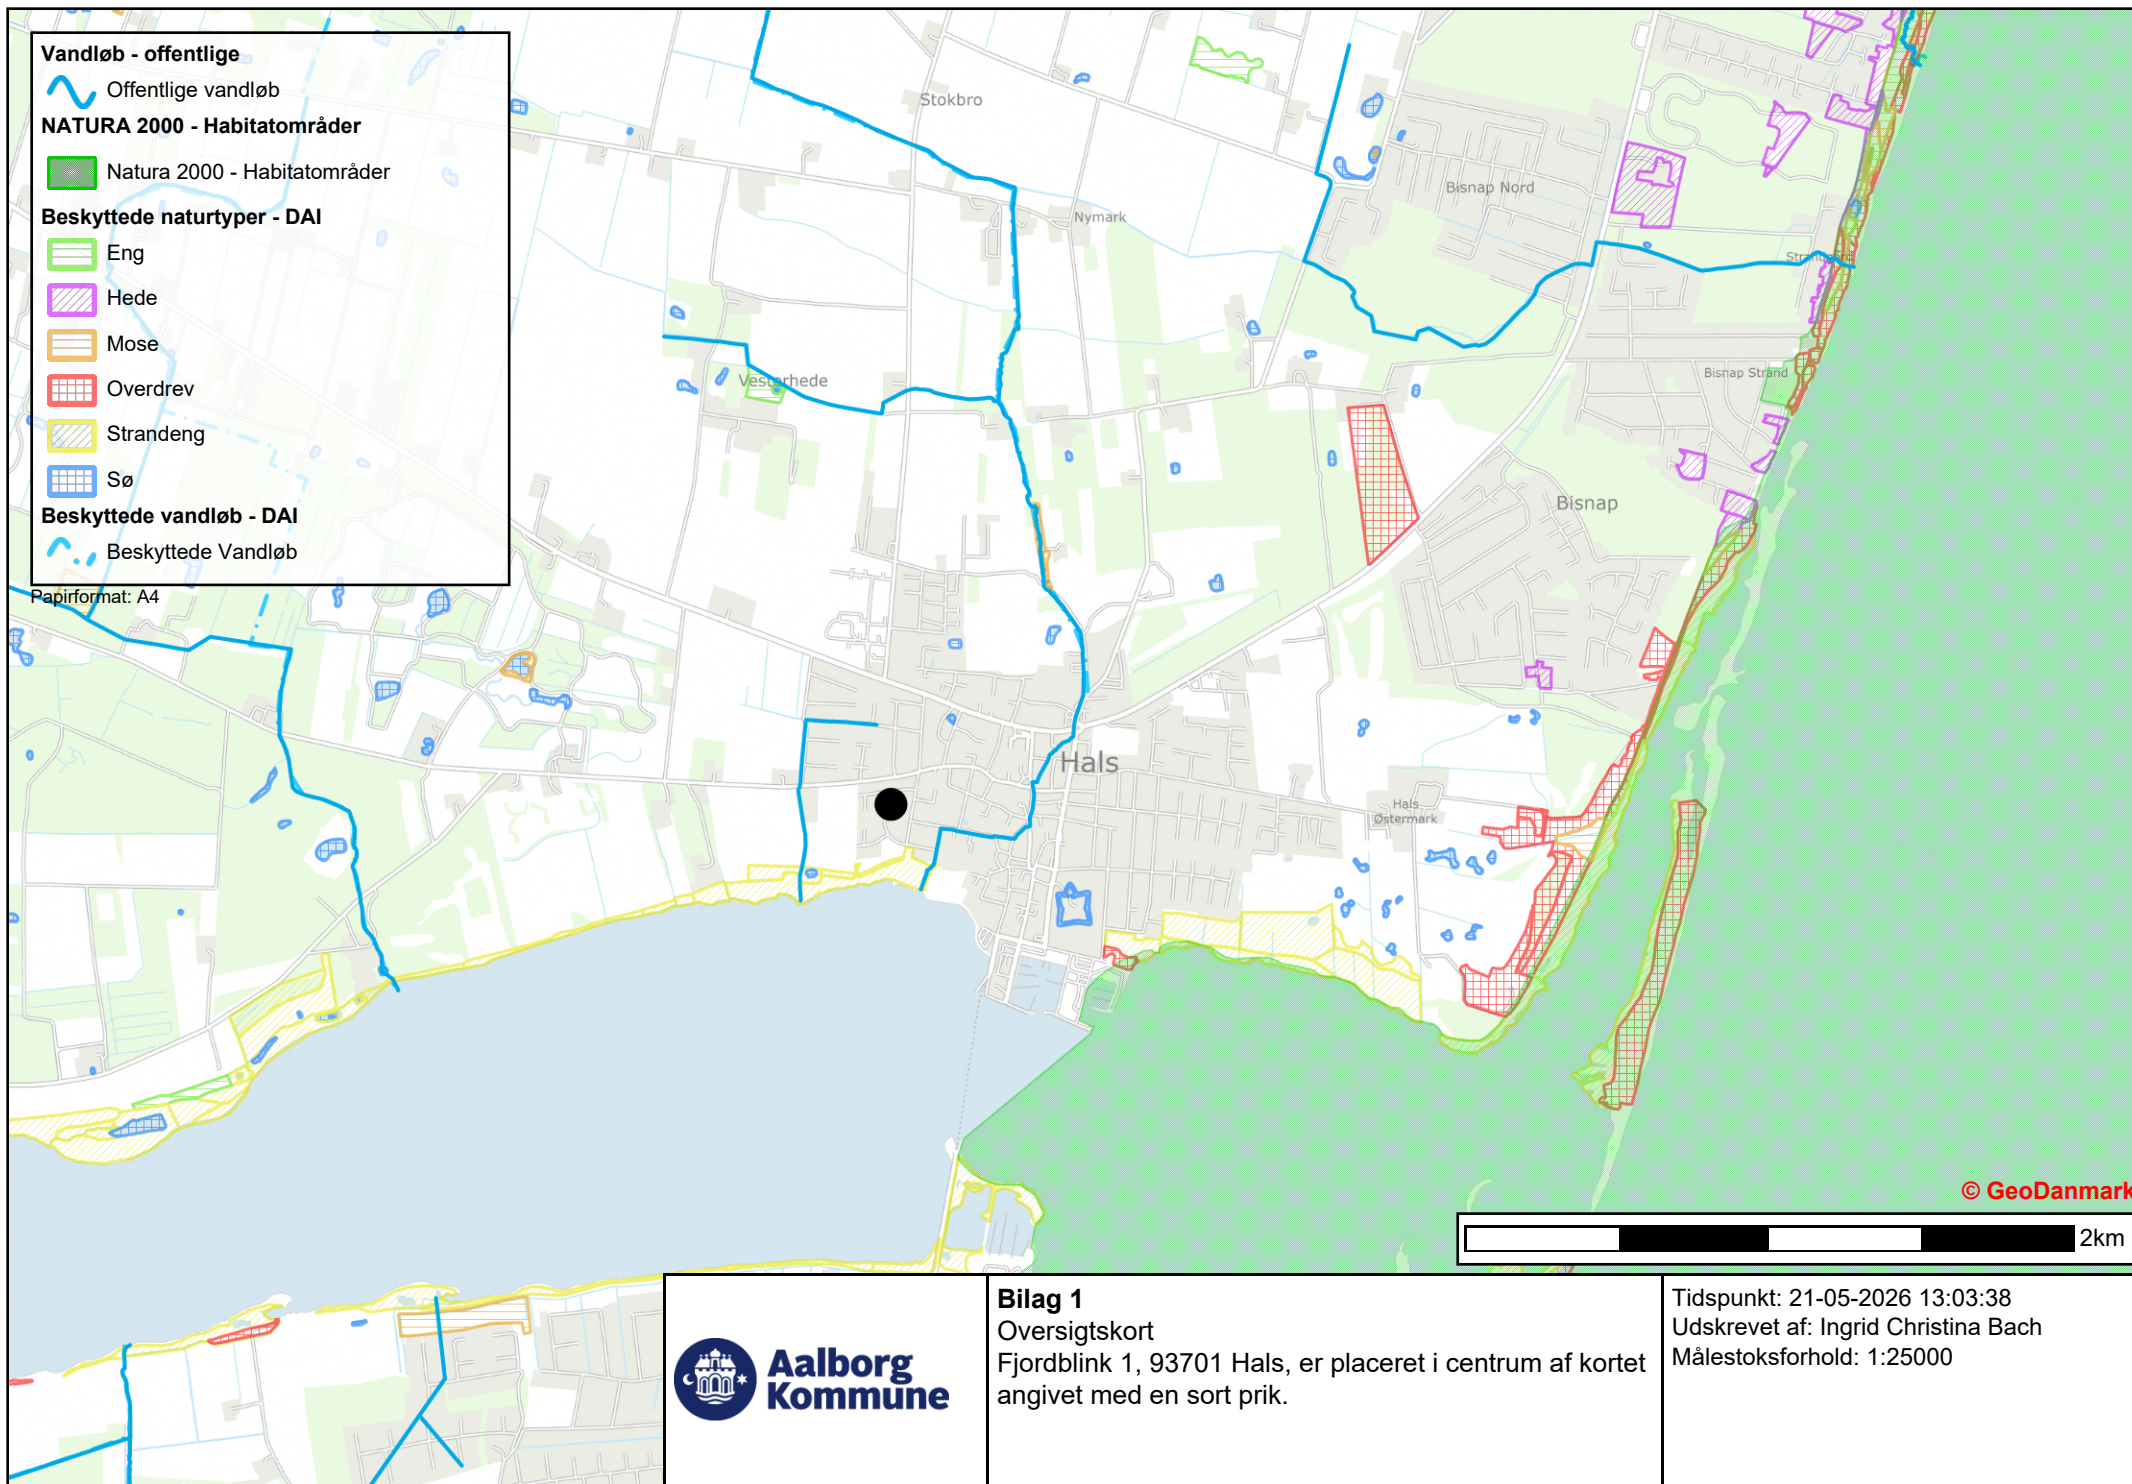 Vandløb - offentlige
Offentlige vandløb
NATURA 2000 - Habitatområder
Natura 2000 - Habitatområder
Beskyttede naturtyper - DAI
Eng
Hede
Mose
Overdrev
Strandeng
Sø
Beskyttede vandløb - DAI
Beskyttede Vandløb
Papirformat: A4
Stokbro
Nymark
Bisnap Nord
Strandgård
Vesterhede
Bisnap Strand
Bisnap
Hals
Hals
Østermark
© GeoDanmark
2km
Aalborg
Kommune
Bilag 1
Oversigtskort
Fjordblink 1, 93701 Hals, er placeret i centrum af kortet
angivet med en sort prik.
Tidspunkt: 21-05-2026 13:03:38
Udskrevet af: Ingrid Christina Bach
Målestoksforhold: 1:25000